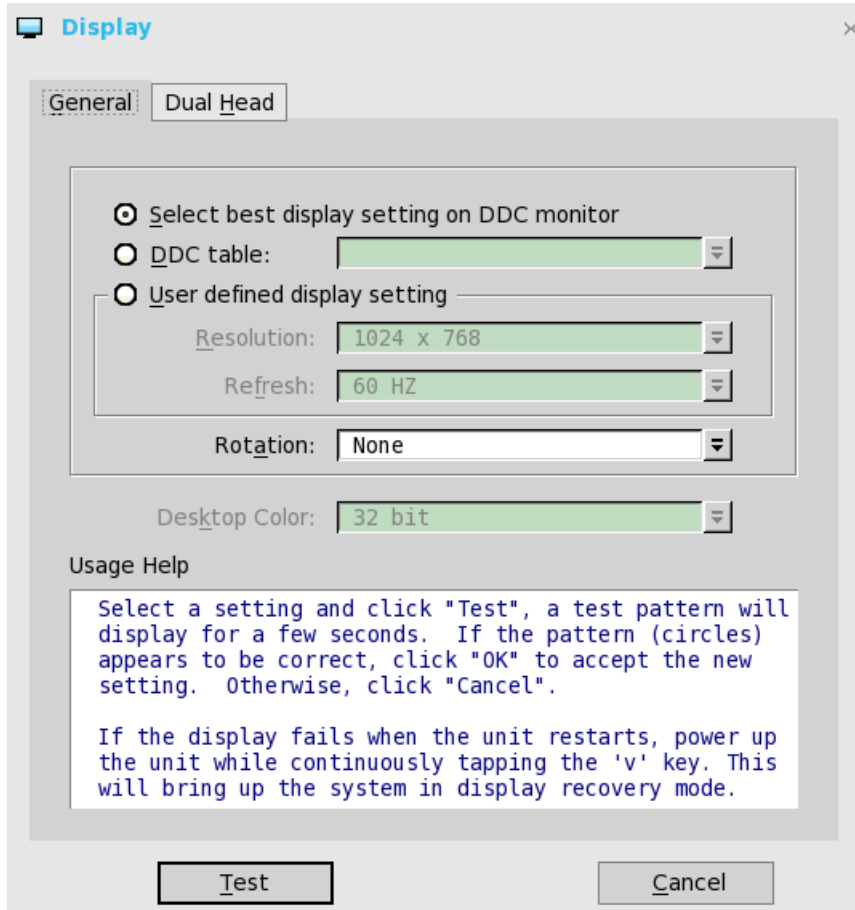 Display
General
Dual Head
Select best display setting on DDC monitor
DDC table:
User defined display setting
Resolution: 1024 x 768
Refresh: 60 HZ
Rotation: None
Desktop Color: 32 bit
Usage Help
Select a setting and click "Test", a test pattern will
display for a few seconds.  If the pattern (circles)
appears to be correct, click "OK" to accept the new
setting.  Otherwise, click "Cancel".
If the display fails when the unit restarts, power up
the unit while continuously tapping the 'v' key. This
will bring up the system in display recovery mode.
Test
Cancel